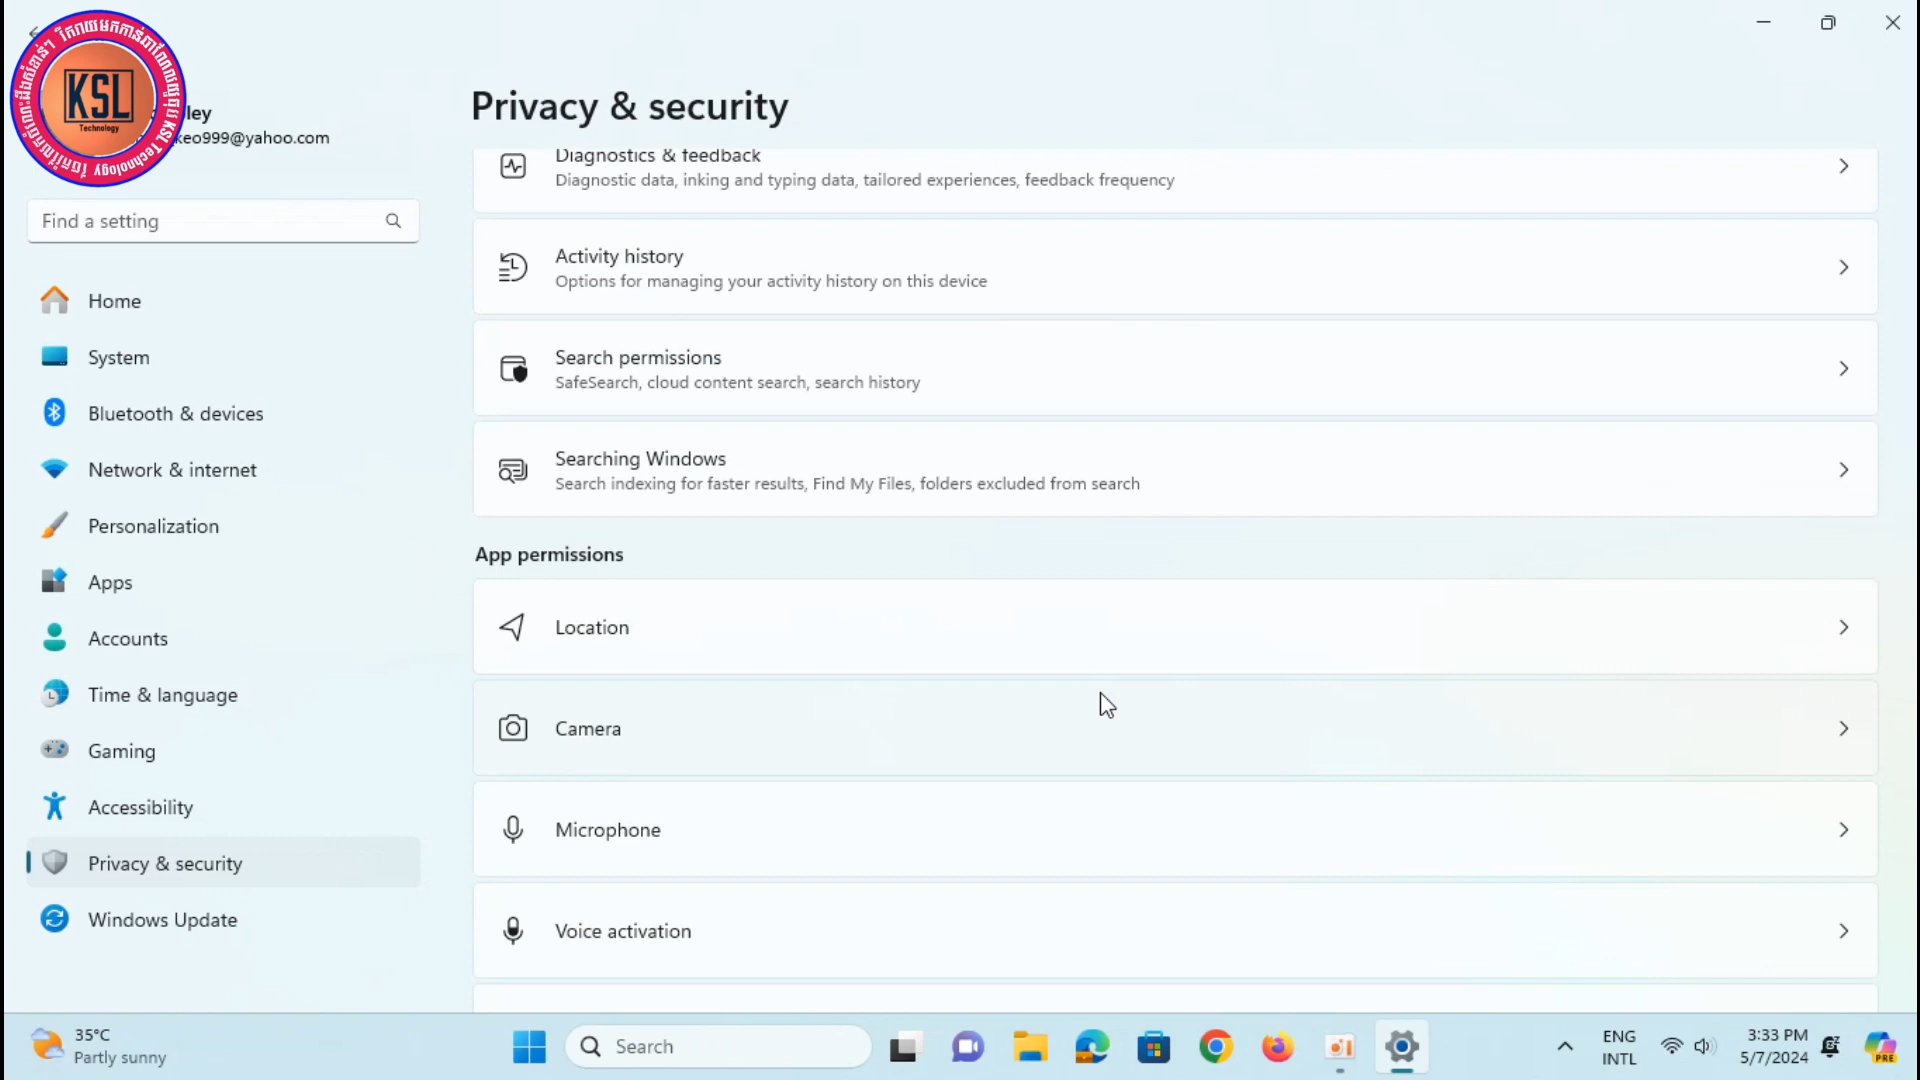 KSL
Technology
ley
keo999@yahoo.com
Find a setting
Home
System
Bluetooth & devices
Network & internet
Personalization
Apps
Accounts
Time & language
Gaming
Accessibility
Privacy & security
Windows Update
Privacy & security
Diagnostics & feedback
Diagnostic data, inking and typing data, tailored experiences, feedback frequency
Activity history
Options for managing your activity history on this device
Search permissions
SafeSearch, cloud content search, search history
Searching Windows
Search indexing for faster results, Find My Files, folders excluded from search
App permissions
Location
Camera
Microphone
Voice activation
35°C
Partly sunny
Search
ENG
INTL
3:33 PM
5/7/2024
PRE